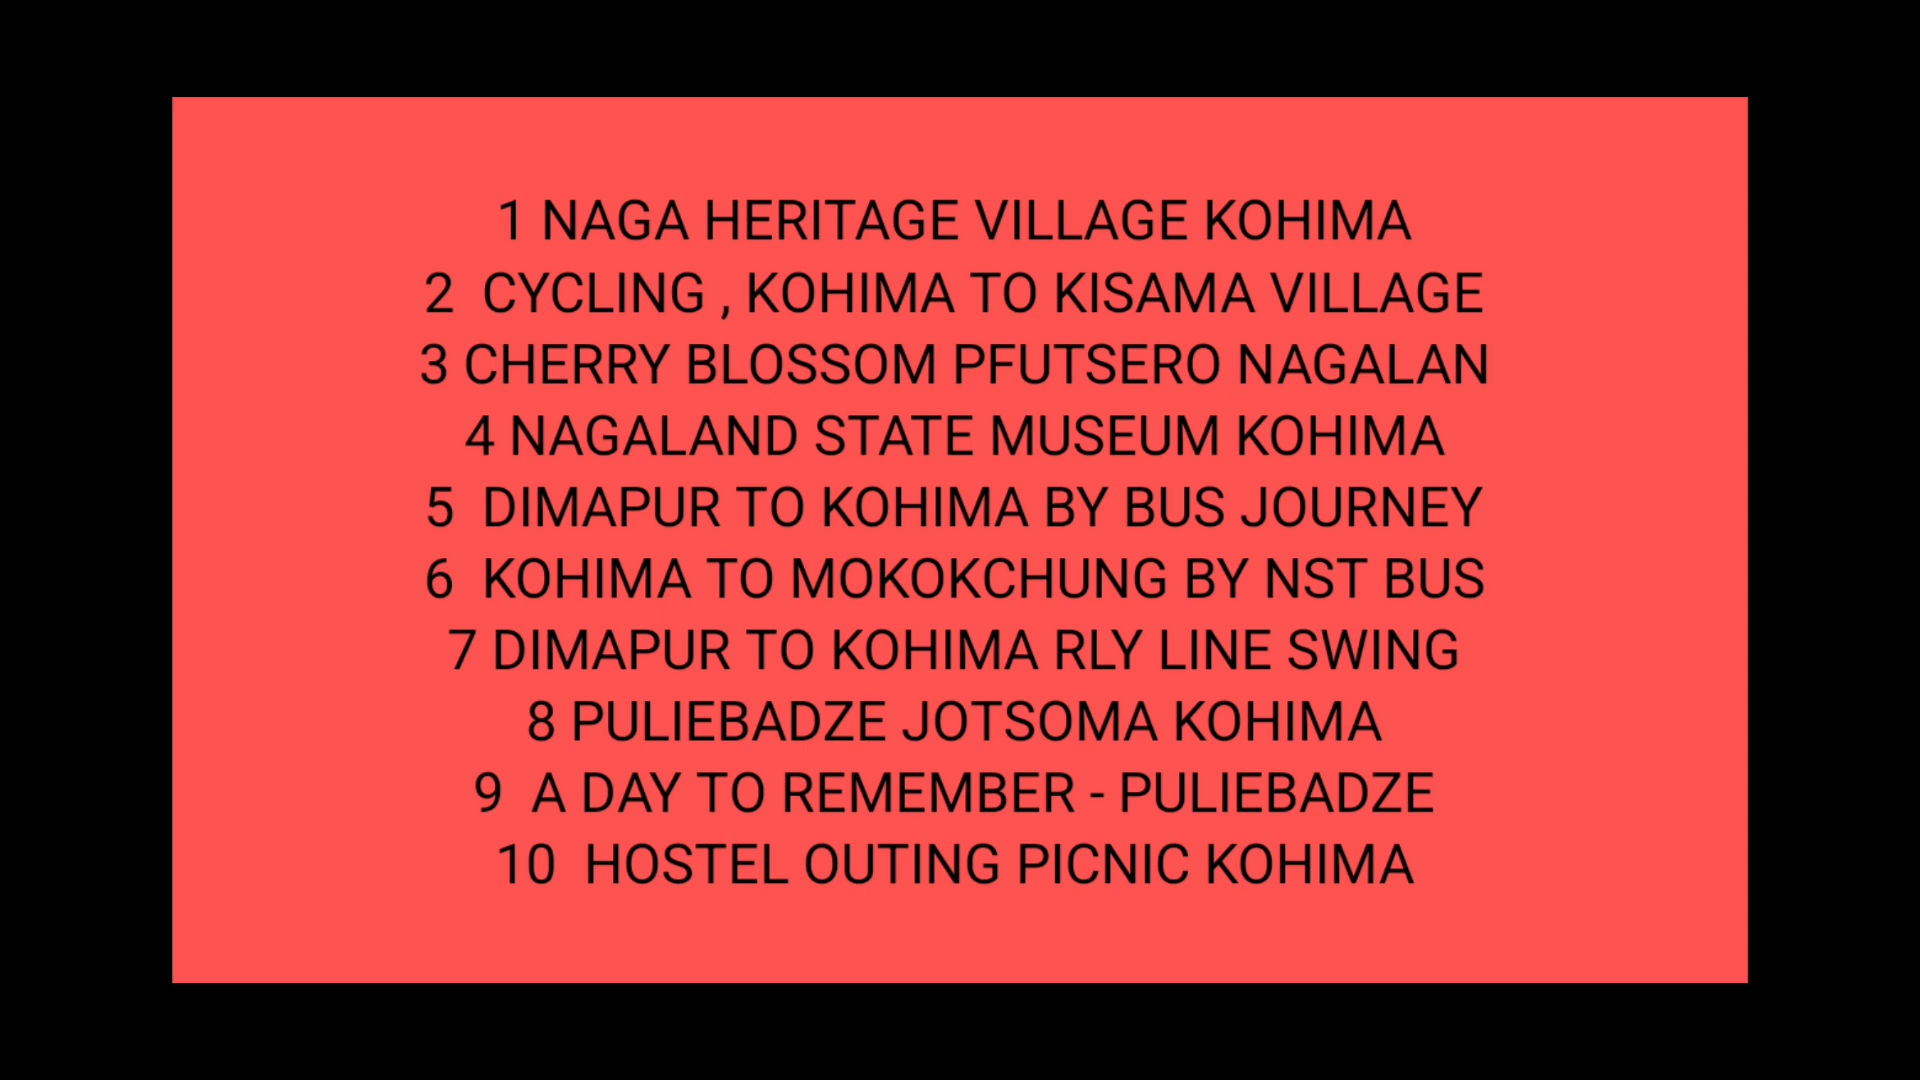 1 NAGA HERITAGE VILLAGE KOHIMA
2  CYCLING , KOHIMA TO KISAMA VILLAGE
3 CHERRY BLOSSOM PFUTSERO NAGALAN
4 NAGALAND STATE MUSEUM KOHIMA
5  DIMAPUR TO KOHIMA BY BUS JOURNEY
6  KOHIMA TO MOKOKCHUNG BY NST BUS
7 DIMAPUR TO KOHIMA RLY LINE SWING
8 PULIEBADZE JOTSOMA KOHIMA
9  A DAY TO REMEMBER - PULIEBADZE
10  HOSTEL OUTING PICNIC KOHIMA